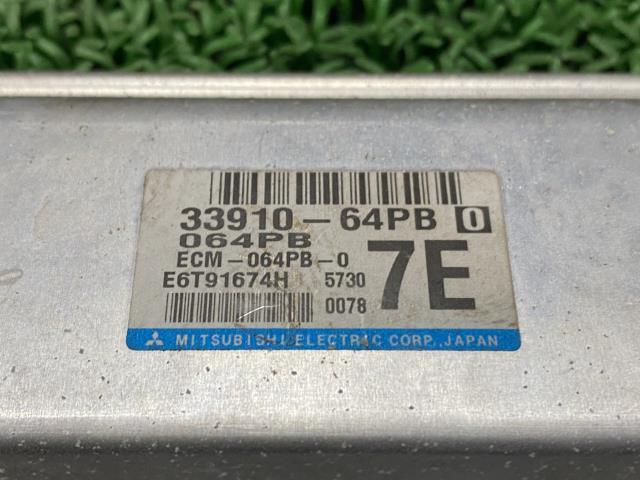 33910-64PB 0
064PB
ECM-064PB-0
7E
E6T91674H 5730
0078
MITSUBISHI ELECTRIC CORP., JAPAN